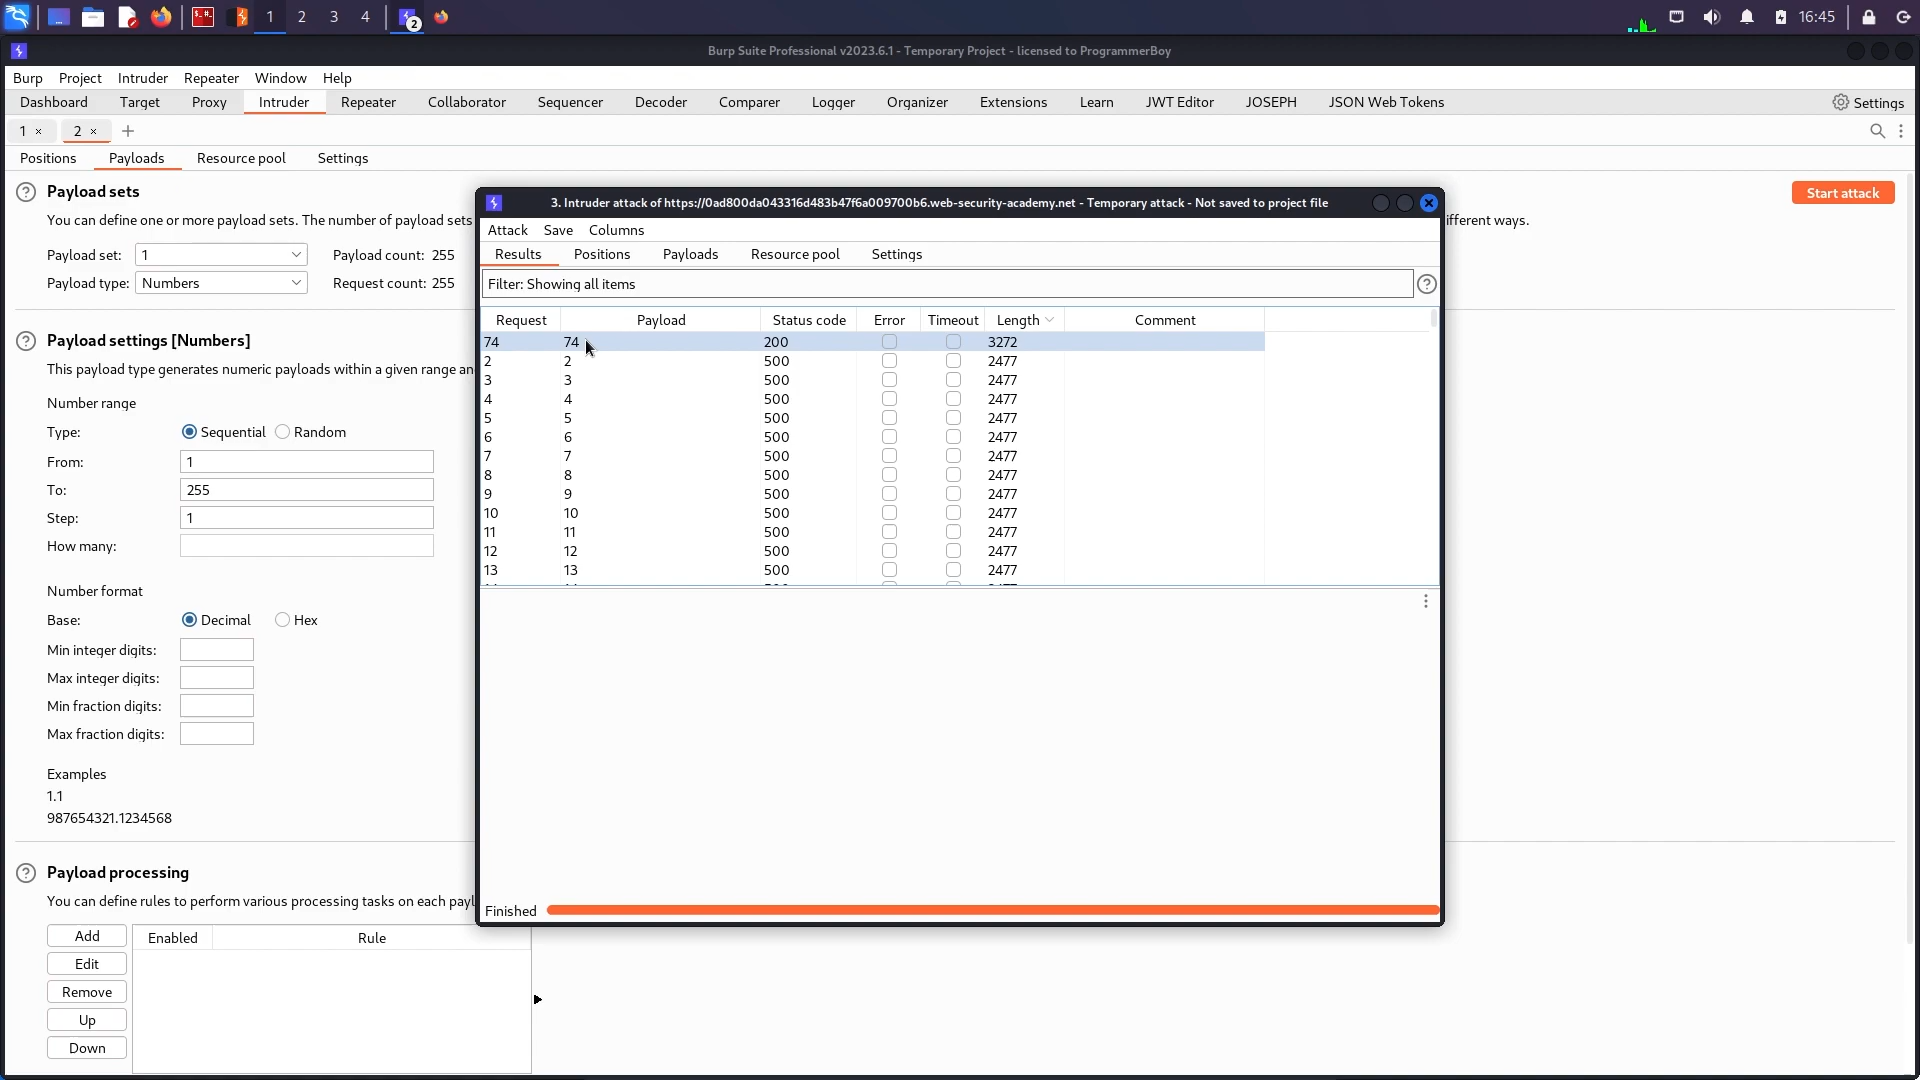 1 2 3 4 2 16:45
Burp Suite Professional v2023.6.1 - Temporary Project - licensed to ProgrammerBoy
Burp Project Intruder Repeater Window Help
Dashboard Target Proxy Intruder Repeater Collaborator Sequencer Decoder Comparer Logger Organizer Extensions Learn JWT Editor JOSEPH JSON Web Tokens Settings
1 × 2 × +
Positions Payloads Resource pool Settings
? Payload sets
Start attack
You can define one or more payload sets. The number of payload sets
ifferent ways.
Payload set: 1 Payload count: 255
Payload type: Numbers Request count: 255
? Payload settings [Numbers]
This payload type generates numeric payloads within a given range an
Number range
Type: Sequential Random
From: 1
To: 255
Step: 1
How many:
Number format
Base: Decimal Hex
Min integer digits:
Max integer digits:
Min fraction digits:
Max fraction digits:
Examples
1.1
987654321.1234568
? Payload processing
You can define rules to perform various processing tasks on each payl
Add
Edit
Remove
Up
Down
Enabled Rule
3. Intruder attack of https://0ad800da043316d483b47f6a009700b6.web-security-academy.net - Temporary attack - Not saved to project file
Attack Save Columns
Results Positions Payloads Resource pool Settings
Filter: Showing all items ?
Request Payload Status code Error Timeout Length Comment
74 74 200 3272
2 2 500 2477
3 3 500 2477
4 4 500 2477
5 5 500 2477
6 6 500 2477
7 7 500 2477
8 8 500 2477
9 9 500 2477
10 10 500 2477
11 11 500 2477
12 12 500 2477
13 13 500 2477
Finished